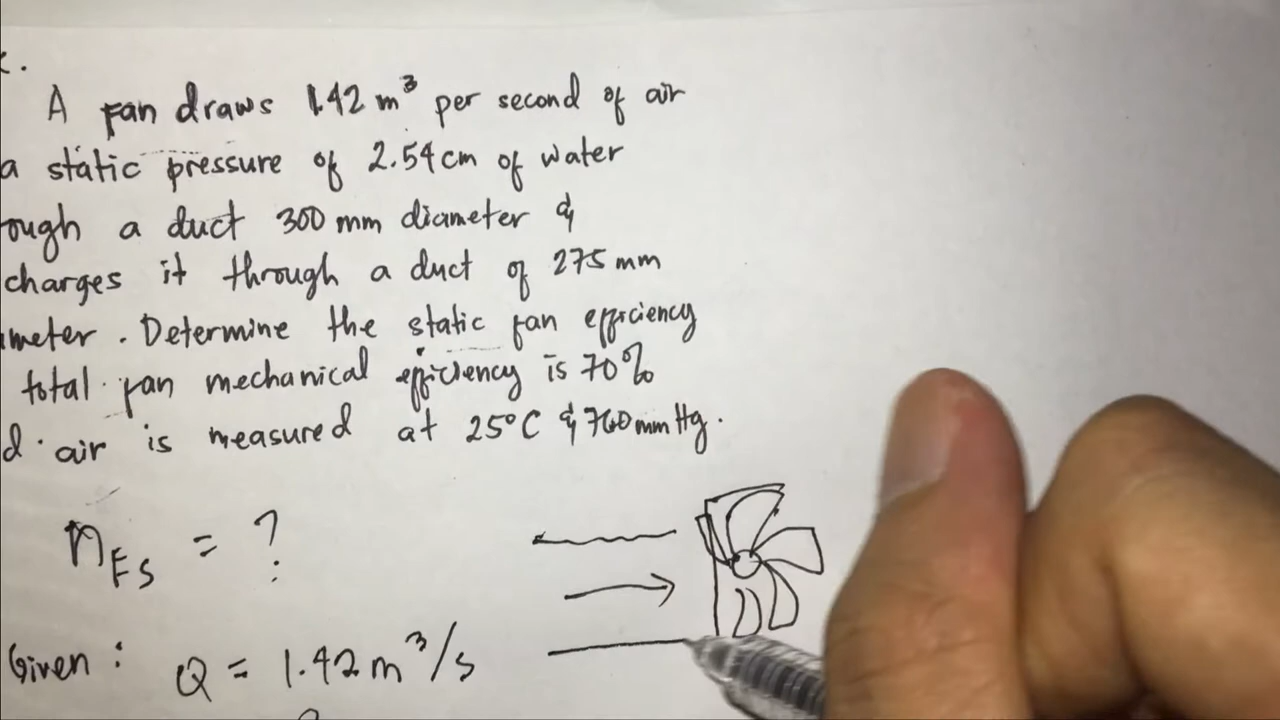 A fan draws 1.42 m³ per second of air
a static pressure of 2.54 cm of water
ough a duct 300 mm diameter &
charges it through a duct of 275 mm
meter. Determine the static fan efficiency
total fan mechanical efficiency is 70%
d air is measured at 25°C & 760 mm Hg.
η_FS = ?
Given: Q = 1.42 m³/s